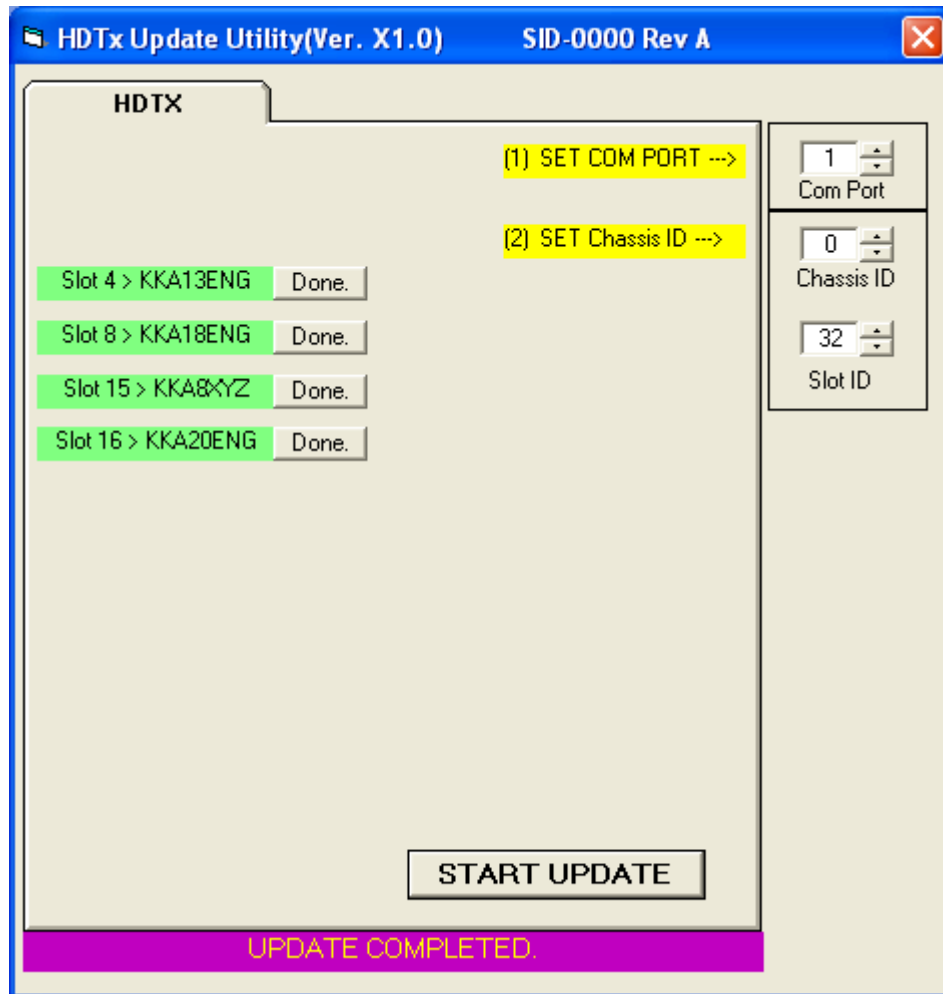 HDTx Update Utility(Ver. X1.0) SID-0000 Rev A
HDTX
(1) SET COM PORT --->
1
Com Port
(2) SET Chassis ID --->
0
Chassis ID
Slot 4 > KKA13ENG Done.
Slot 8 > KKA18ENG Done.
32
Slot ID
Slot 15 > KKA8XYZ Done.
Slot 16 > KKA20ENG Done.
START UPDATE
UPDATE COMPLETED.